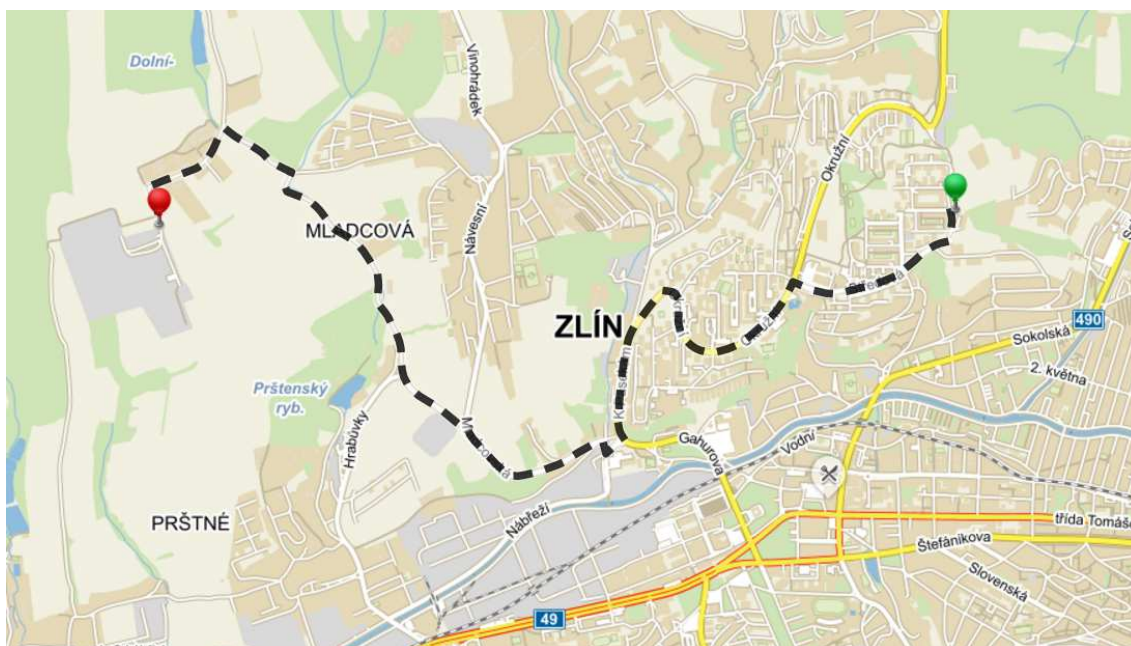 Dolní-
Vinohrádek
Okružní
MLADCOVÁ
Návesní
ZLÍN
490
Sokolská
2. května
Prštenský
ryb.
Hrabůvky
Gahurova
Vodní
PRŠTNÉ
Nábřeží
třída Tomáš
Štefánikova
Slovenská
49